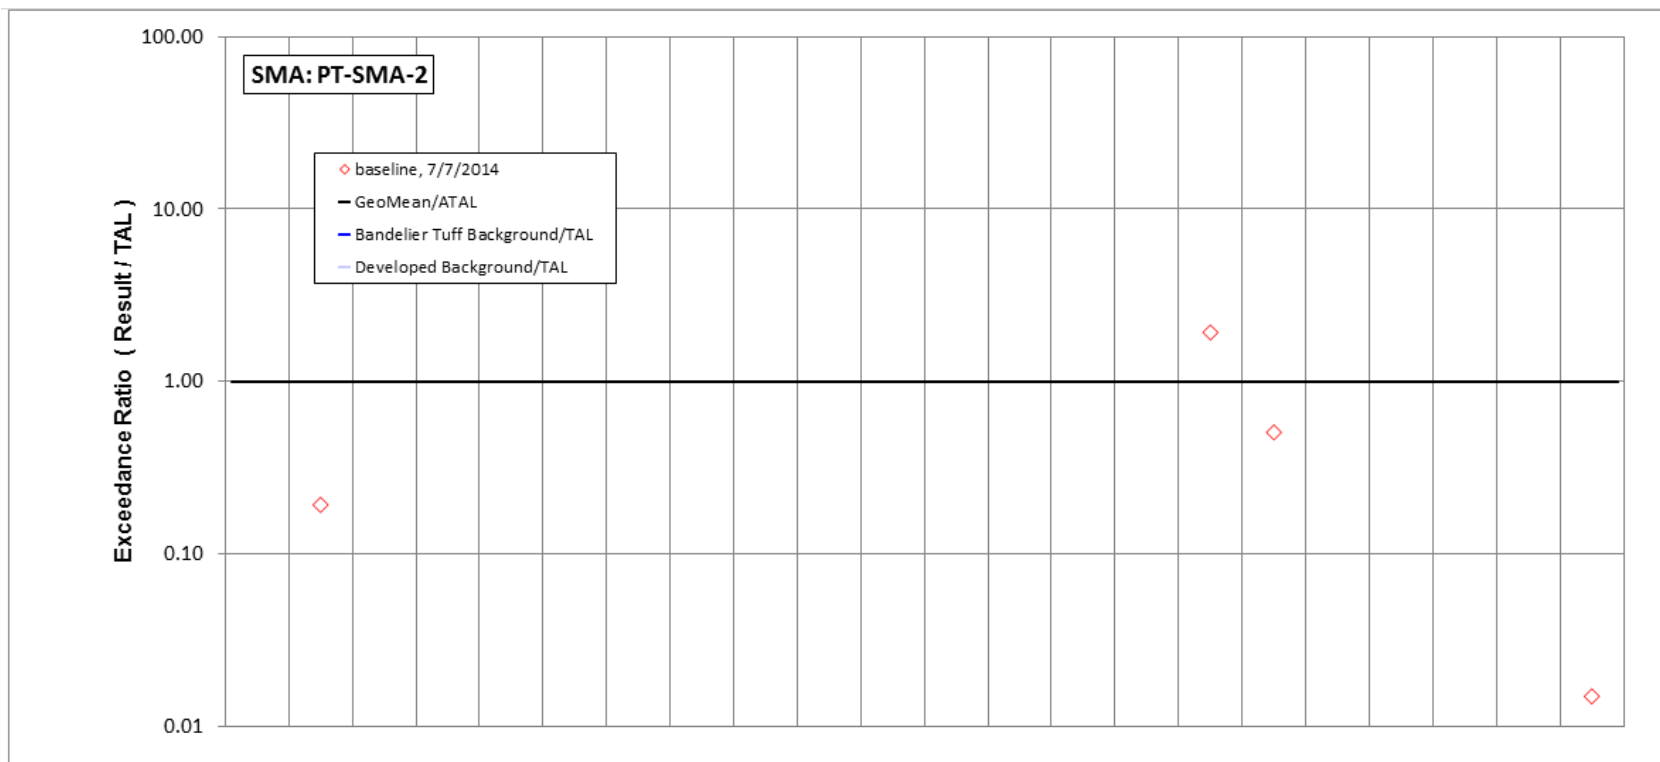 100.00
SMA: PT-SMA-2
baseline, 7/7/2014
10.00
GeoMean/ATAL
Bandelier Tuff Background/TAL
Developed Background/TAL
Exceedance Ratio ( Result / TAL )
1.00
0.10
0.01